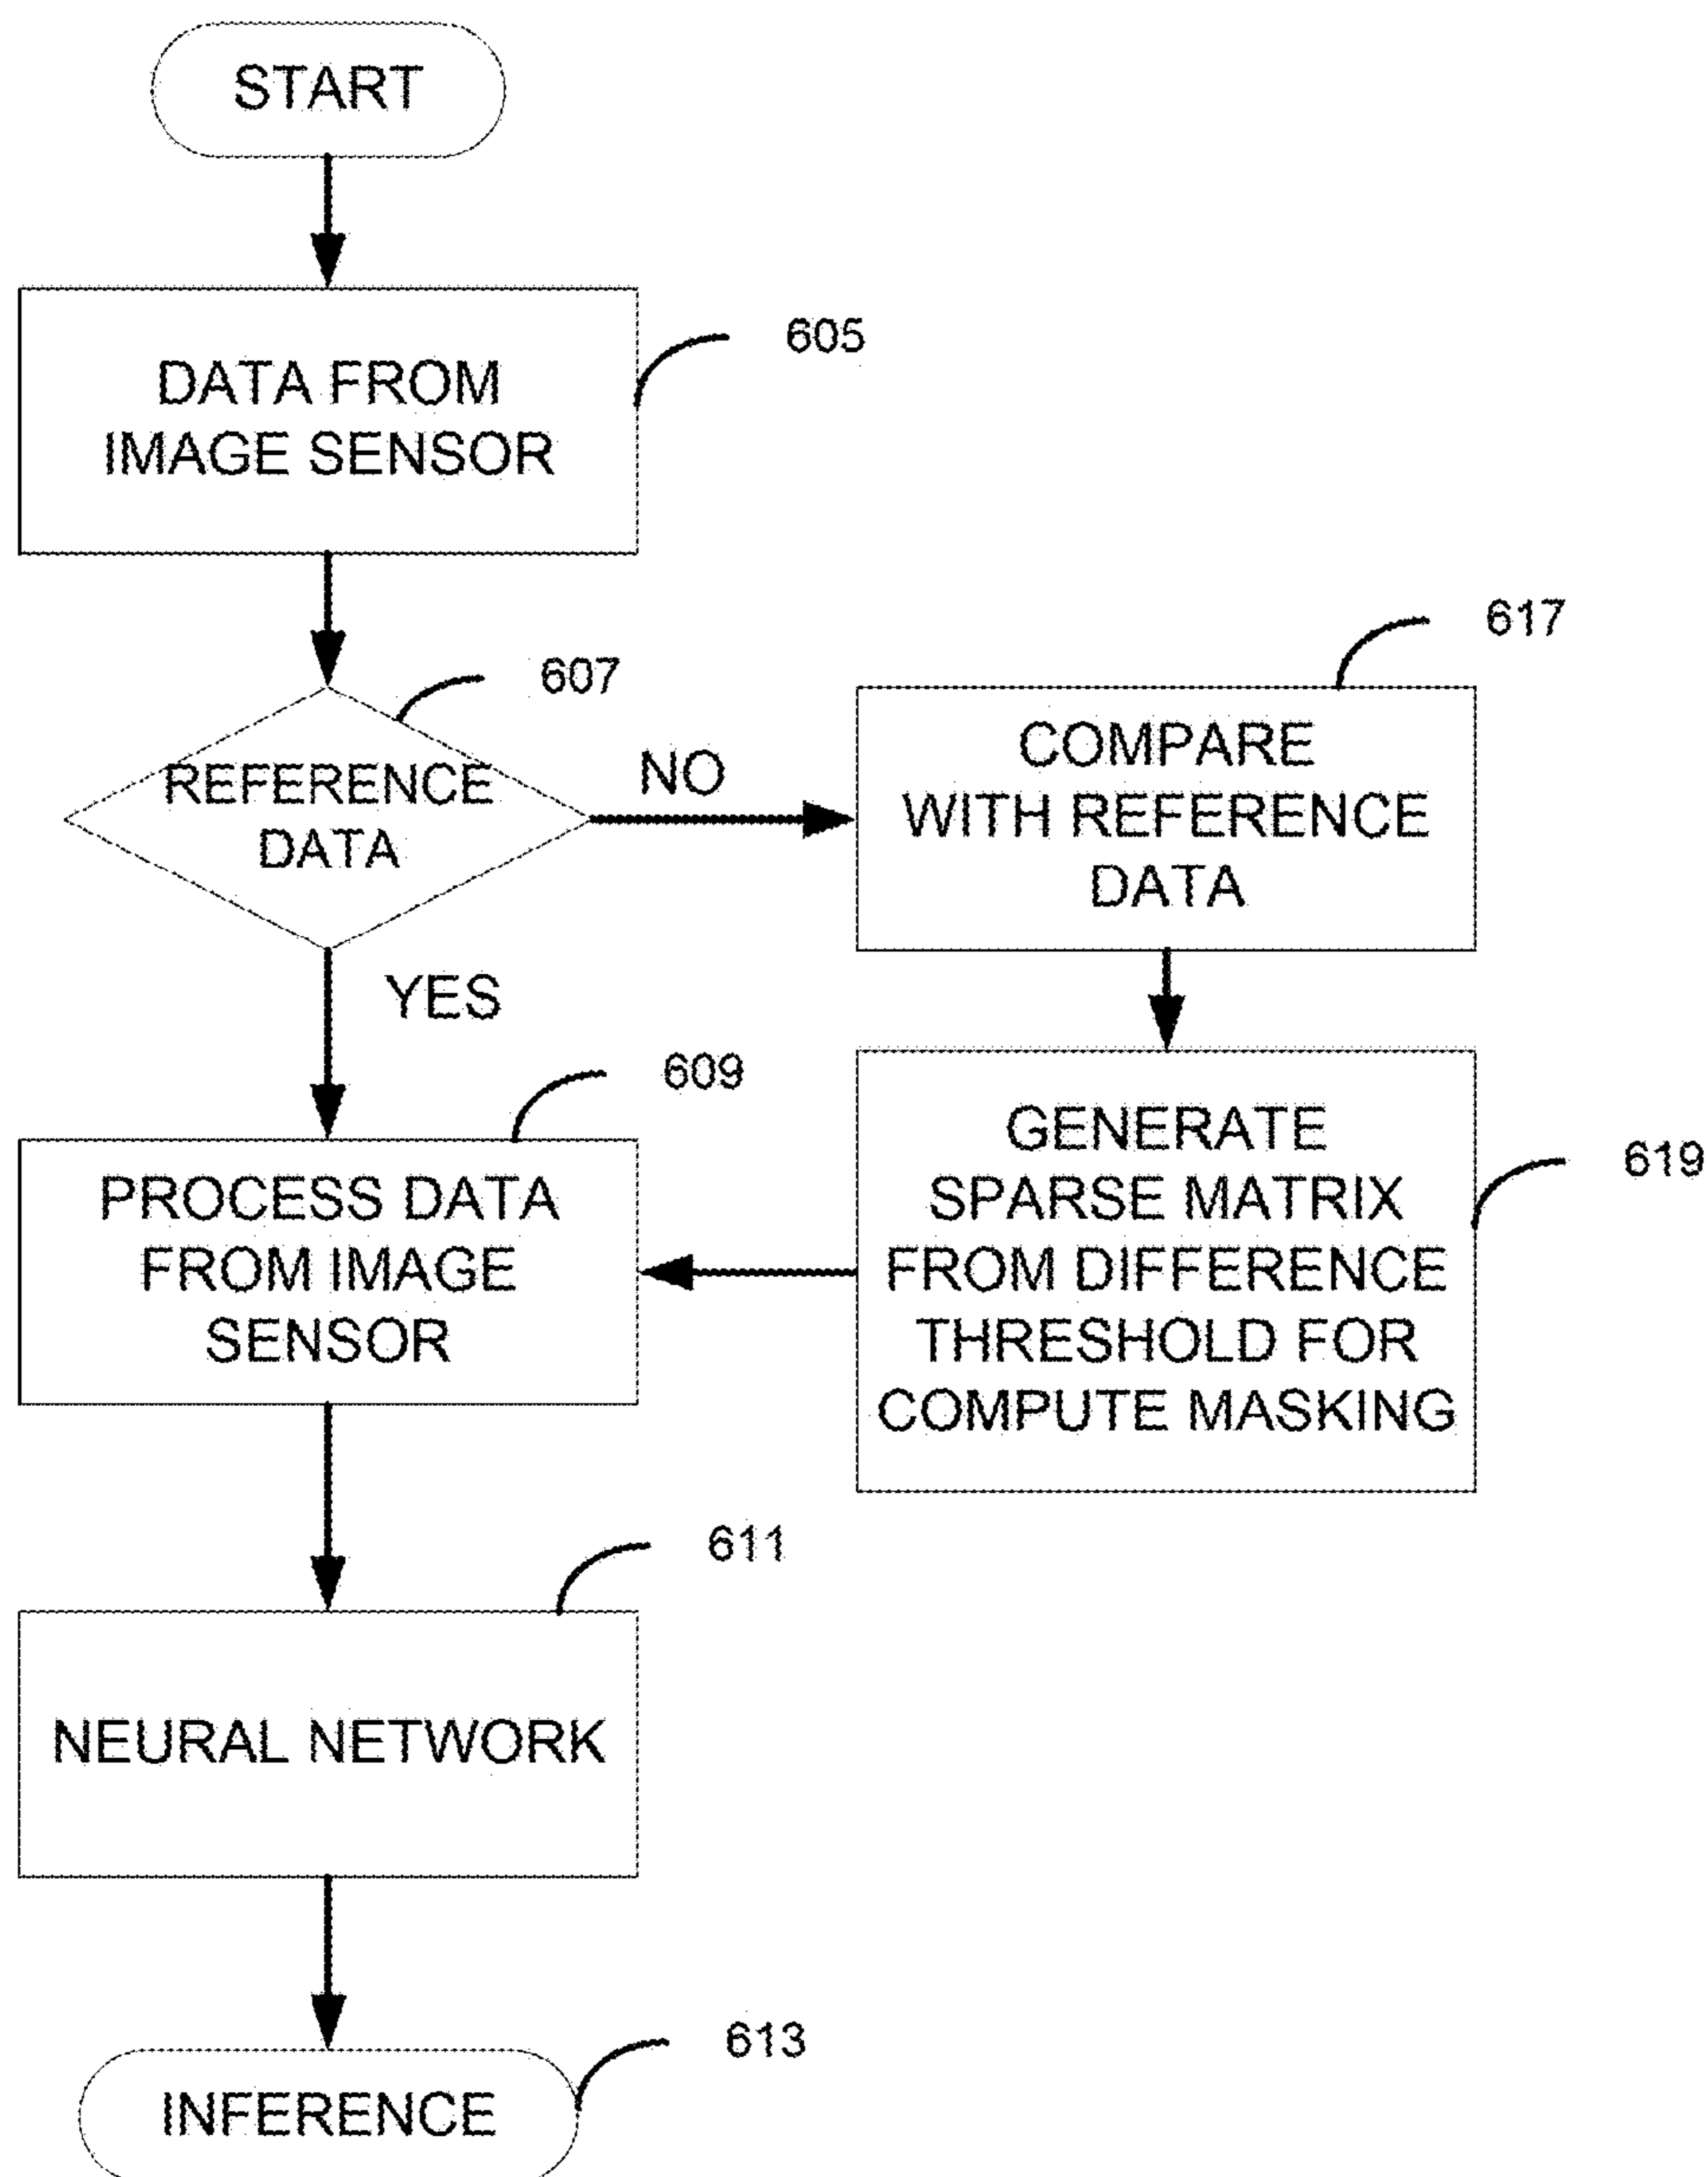 START
DATA FROM
IMAGE SENSOR
605
REFERENCE
DATA
607
NO
YES
COMPARE
WITH REFERENCE
DATA
617
GENERATE
SPARSE MATRIX
FROM DIFFERENCE
THRESHOLD FOR
COMPUTE MASKING
619
PROCESS DATA
FROM IMAGE
SENSOR
609
NEURAL NETWORK
611
INFERENCE
613